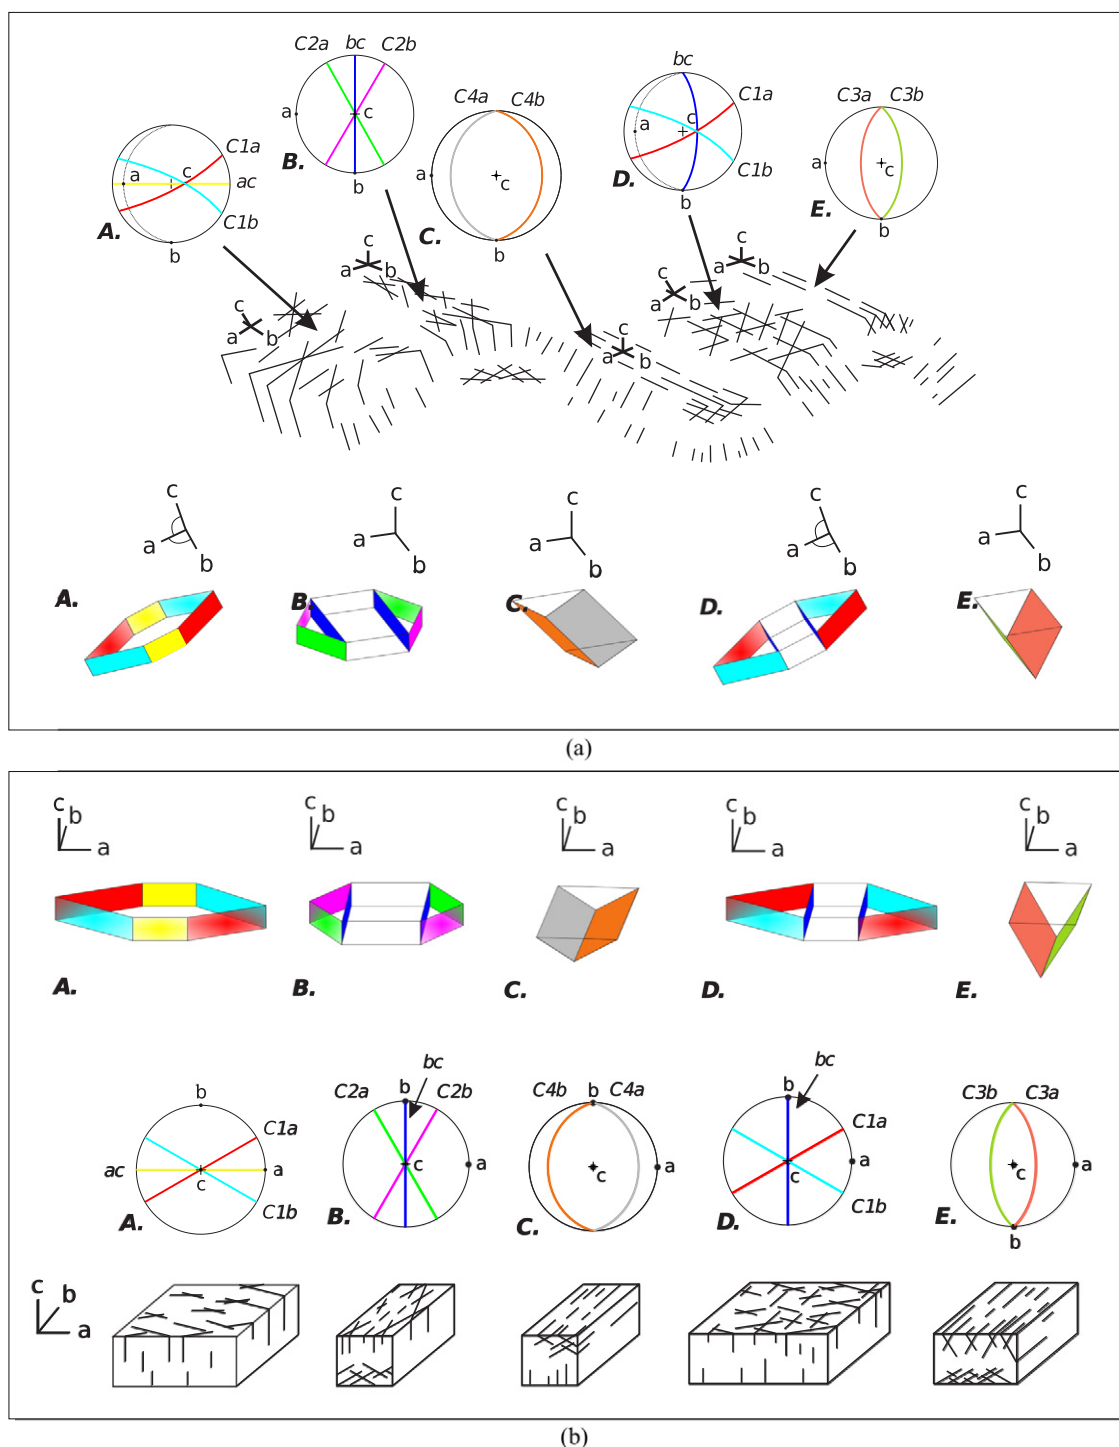 C2a bc C2b
a c
B. b
C4a C4b
a c
C. b
bc
C1a
a c
C1b
D. b
C3a C3b
a c
E. b
C1a
a c ac
C1b
A. b
c
a b
c
a b
c
a b
c
a b
c
a b
c
a b
A.
c
a b
B.
c
a b
C.
c
a b
D.
c
a b
E.
(a)
c b a
c b a
c b a
c b a
c b a
A. B. C. D. E.
b
C1a
ac a
c
C1b
A.
bc
C2a b C2b
c a
B.
C4b b C4a
a
c
C.
bc
b
C1a
a
c
C1b
D.
C3b C3a
a
c
E. b
c b
a
(b)